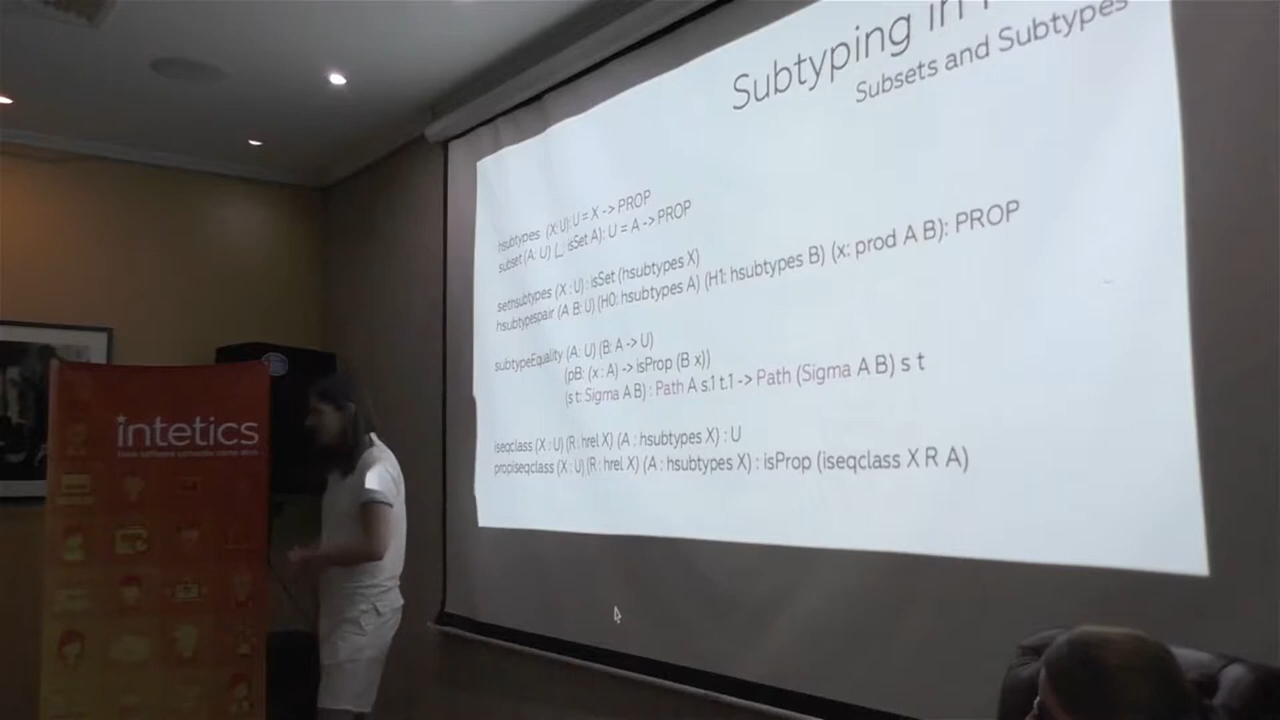 Subtyping in
Subsets and Subtypes
hsubtypes (X: U): U = X -> PROP
subset (A: U) (_: isSet A): U = A -> PROP
sethsubtypes (X : U) : isSet (hsubtypes X)
hsubtypespair (A B: U) (H0: hsubtypes A) (H1: hsubtypes B) (x: prod A B): PROP
subtypeEquality (A: U) (B: A -> U)
(pB: (x : A) -> isProp (B x))
(s t: Sigma A B) : Path A s.1 t.1 -> Path (Sigma A B) s t
iseqclass (X : U) (R : hrel X) (A : hsubtypes X) : U
propiseqclass (X : U) (R : hrel X) (A : hsubtypes X) : isProp (iseqclass X R A)
intetics